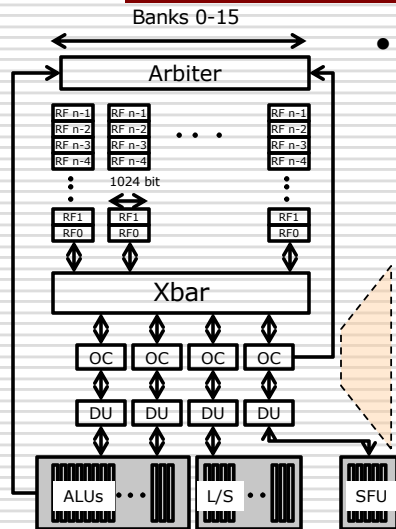 Banks 0-15
Arbiter
RF n-1 RF n-1 RF n-1
RF n-2 RF n-2 RF n-2
RF n-3 RF n-3 RF n-3
RF n-4 RF n-4 RF n-4
1024 bit
RF1 RF1 RF1
RF0 RF0 RF0
Xbar
OC OC OC OC
DU DU DU DU
ALUs L/S SFU